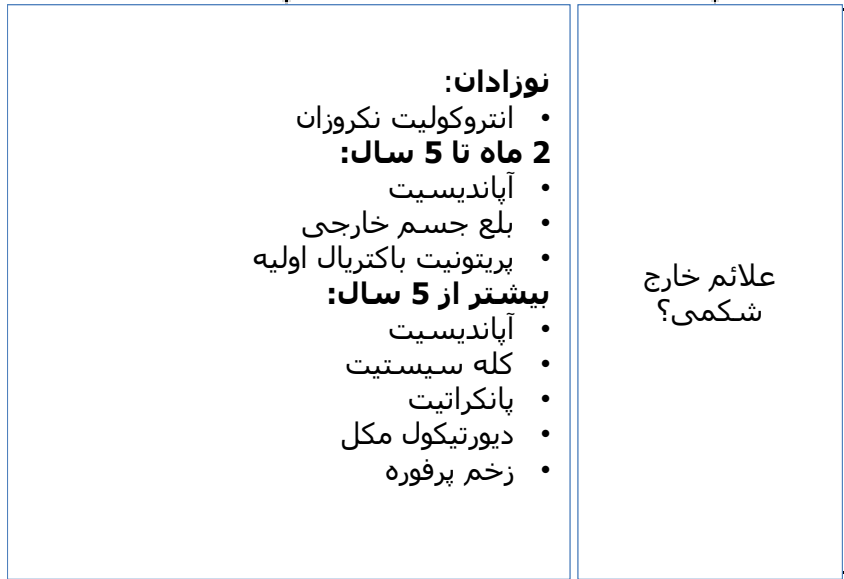 علائم خارج
شکمی؟
نوزادان:
• انتروکولیت نکروزان
2 ماه تا 5 سال:
• آپاندیسیت
• بلع جسم خارجی
• پریتونیت باکتریال اولیه
بیشتر از 5 سال:
• آپاندیسیت
• کله سیستیت
• پانکراتیت
• دیورتیکول مکل
• زخم پرفوره